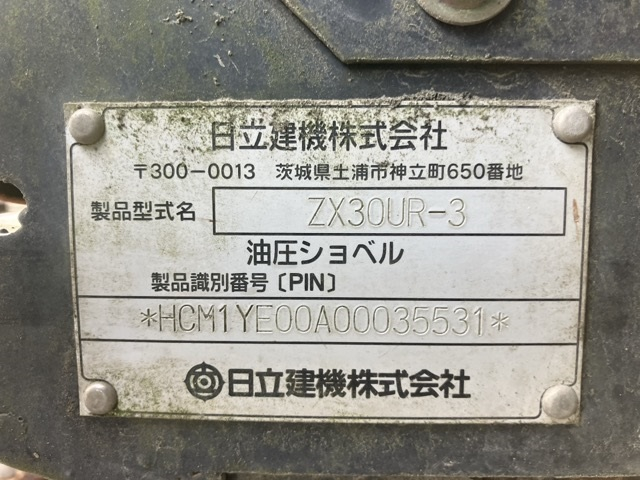 日立建機株式会社
〒300-0013 茨城県土浦市神立町650番地
製品型式名 ZX30UR-3
油圧ショベル
製品識別番号〔PIN〕
*HCM1YE00A00035531*
日立建機株式会社